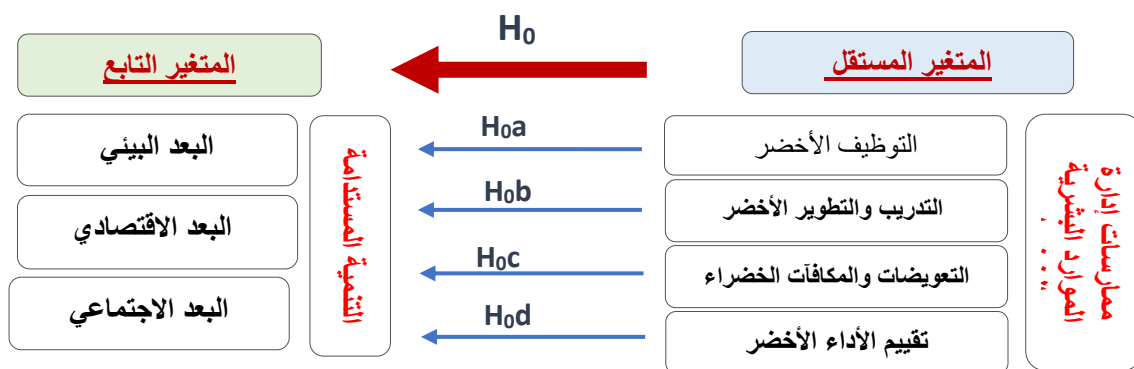 H₀
المتغير المستقل
المتغير التابع
ممارسات إدارة
الموارد البشرية
التوظيف الأخضر
التدريب والتطوير الأخضر
التعويضات والمكافآت الخضراء
تقييم الأداء الأخضر
H₀a
H₀b
H₀c
H₀d
التنمية المستدامة
البعد البيئي
البعد الاقتصادي
البعد الاجتماعي